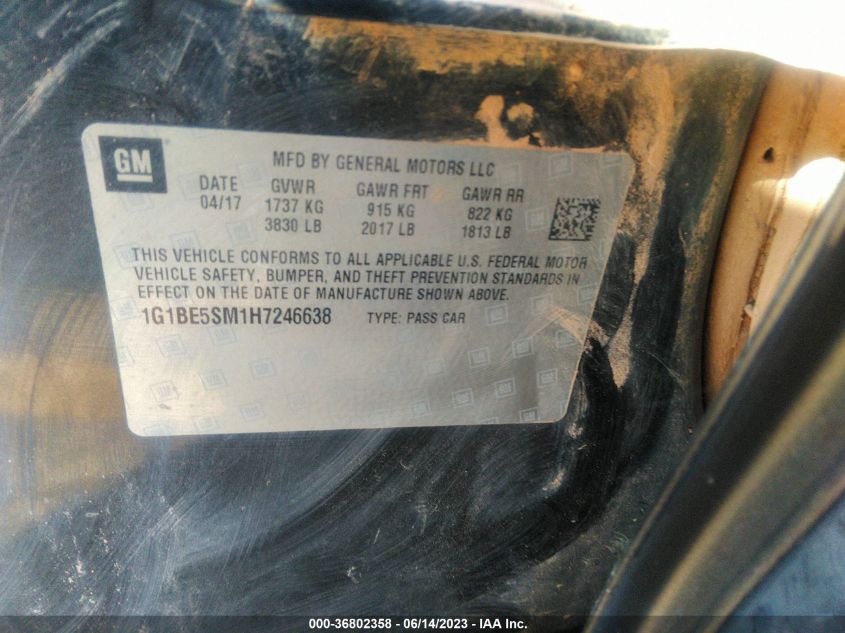 GM
MFD BY GENERAL MOTORS LLC
DATE GVWR GAWR FRT GAWR RR
04/17 1737 KG 915 KG 822 KG
3830 LB 2017 LB 1813 LB
THIS VEHICLE CONFORMS TO ALL APPLICABLE U.S. FEDERAL MOTOR
VEHICLE SAFETY, BUMPER, AND THEFT PREVENTION STANDARDS IN
EFFECT ON THE DATE OF MANUFACTURE SHOWN ABOVE.
1G1BE5SM1H7246638 TYPE: PASS CAR
000-36802358 - 06/14/2023 - IAA Inc.